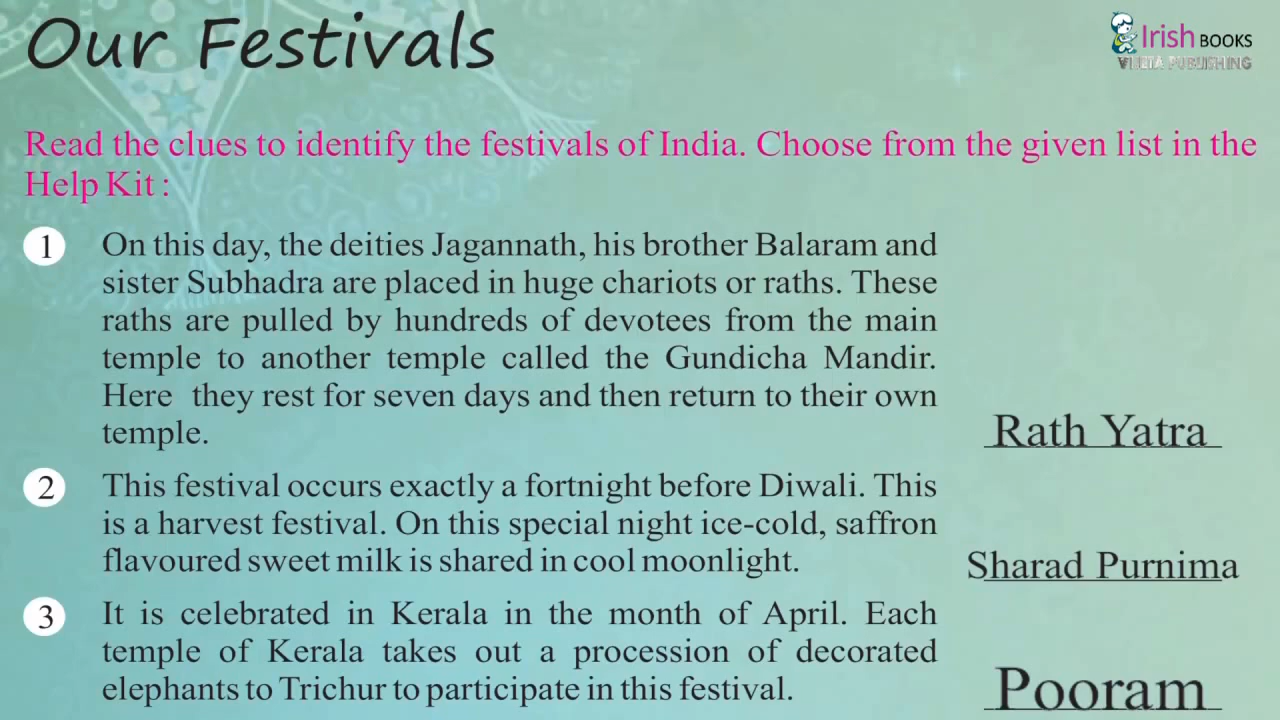 Our Festivals
Irish BOOKS
VIEEIA PUBLISHING
Read the clues to identify the festivals of India. Choose from the given list in the
Help Kit :
1 On this day, the deities Jagannath, his brother Balaram and
sister Subhadra are placed in huge chariots or raths. These
raths are pulled by hundreds of devotees from the main
temple to another temple called the Gundicha Mandir.
Here they rest for seven days and then return to their own
temple.
Rath Yatra
2 This festival occurs exactly a fortnight before Diwali. This
is a harvest festival. On this special night ice-cold, saffron
flavoured sweet milk is shared in cool moonlight.
Sharad Purnima
3 It is celebrated in Kerala in the month of April. Each
temple of Kerala takes out a procession of decorated
elephants to Trichur to participate in this festival.
Pooram